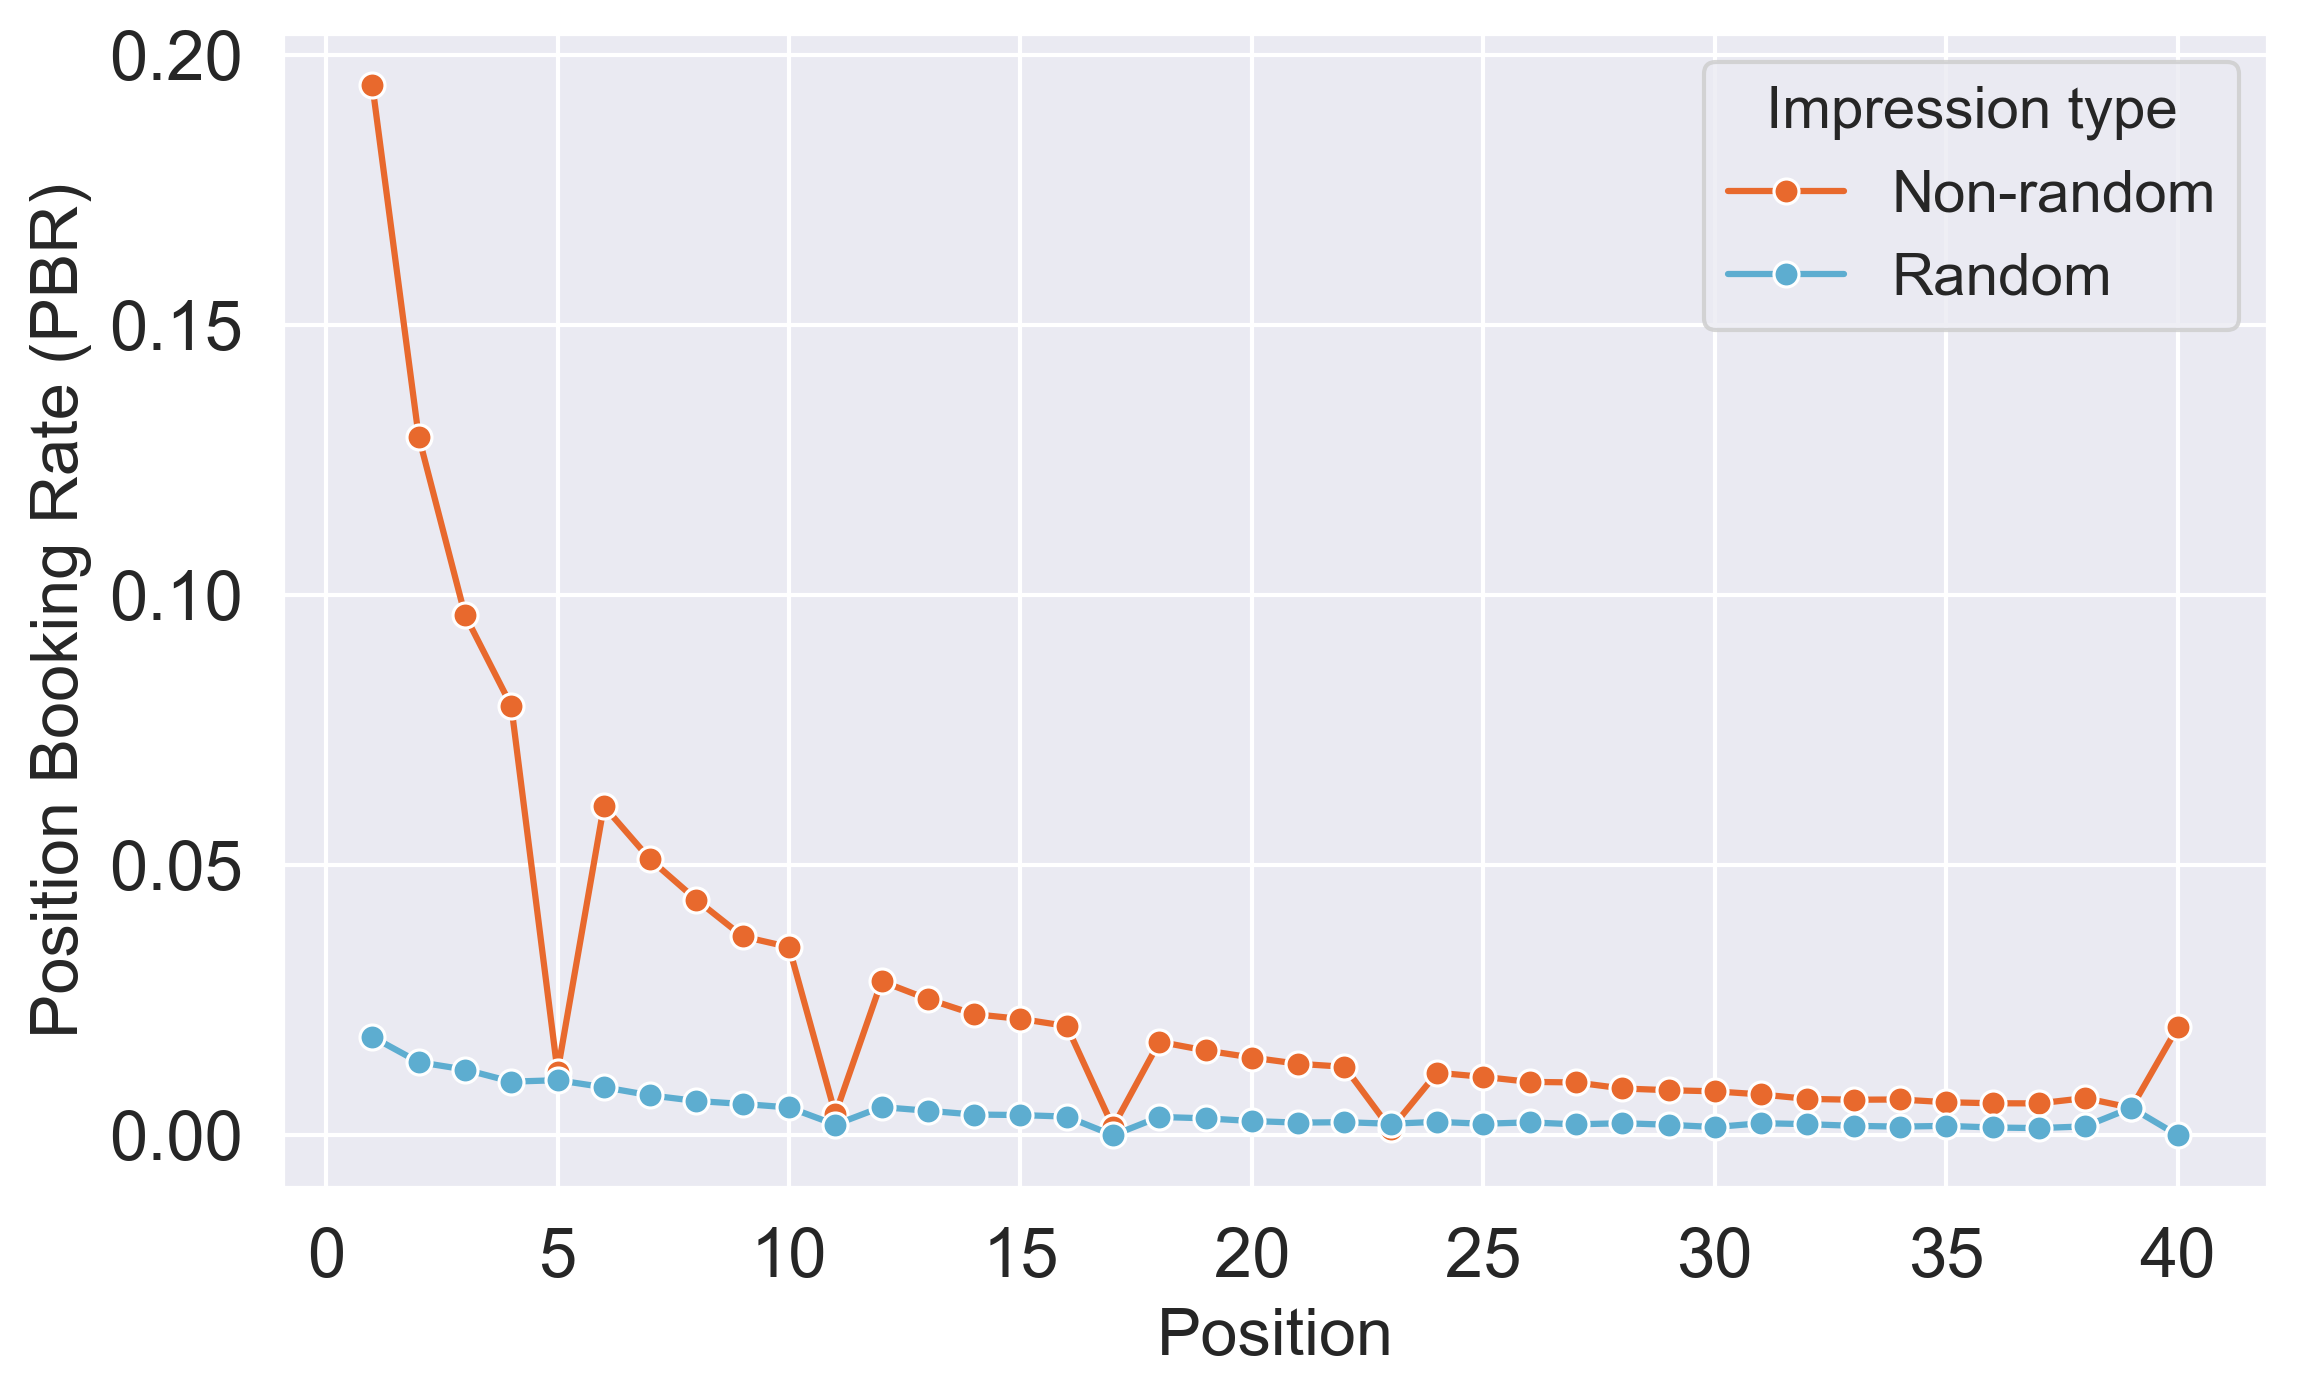 Position Booking Rate (PBR)
0.20
0.15
0.10
0.05
0.00
Impression type
Non-random
Random
0 5 10 15 20 25 30 35 40
Position